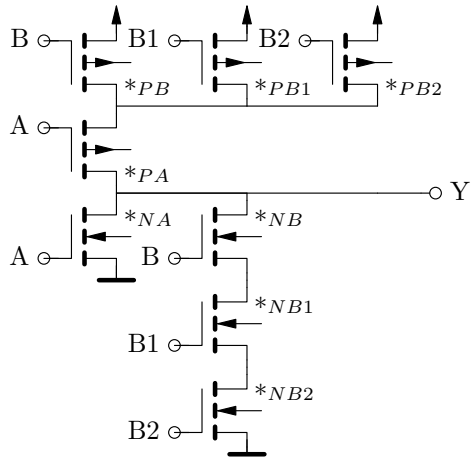 B B1 B2
*PB *PB1 *PB2
A
*PA
Y
*NA *NB
A B
*NB1
B1
*NB2
B2